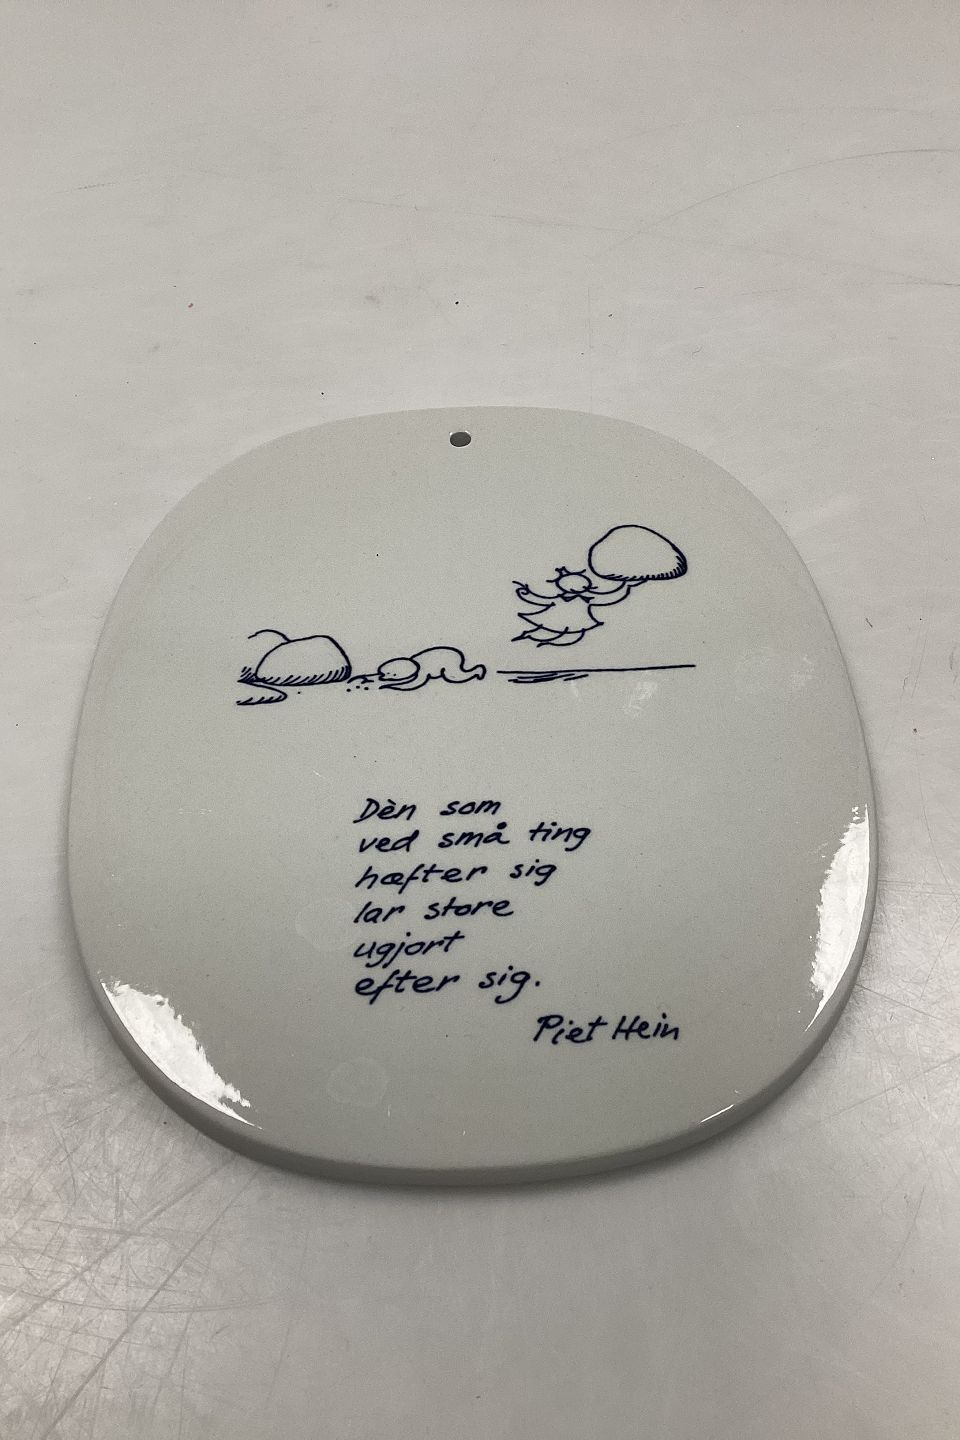 Dèn som
ved små ting
hæfter sig
lar store
ugjort
efter sig.
Piet Hein